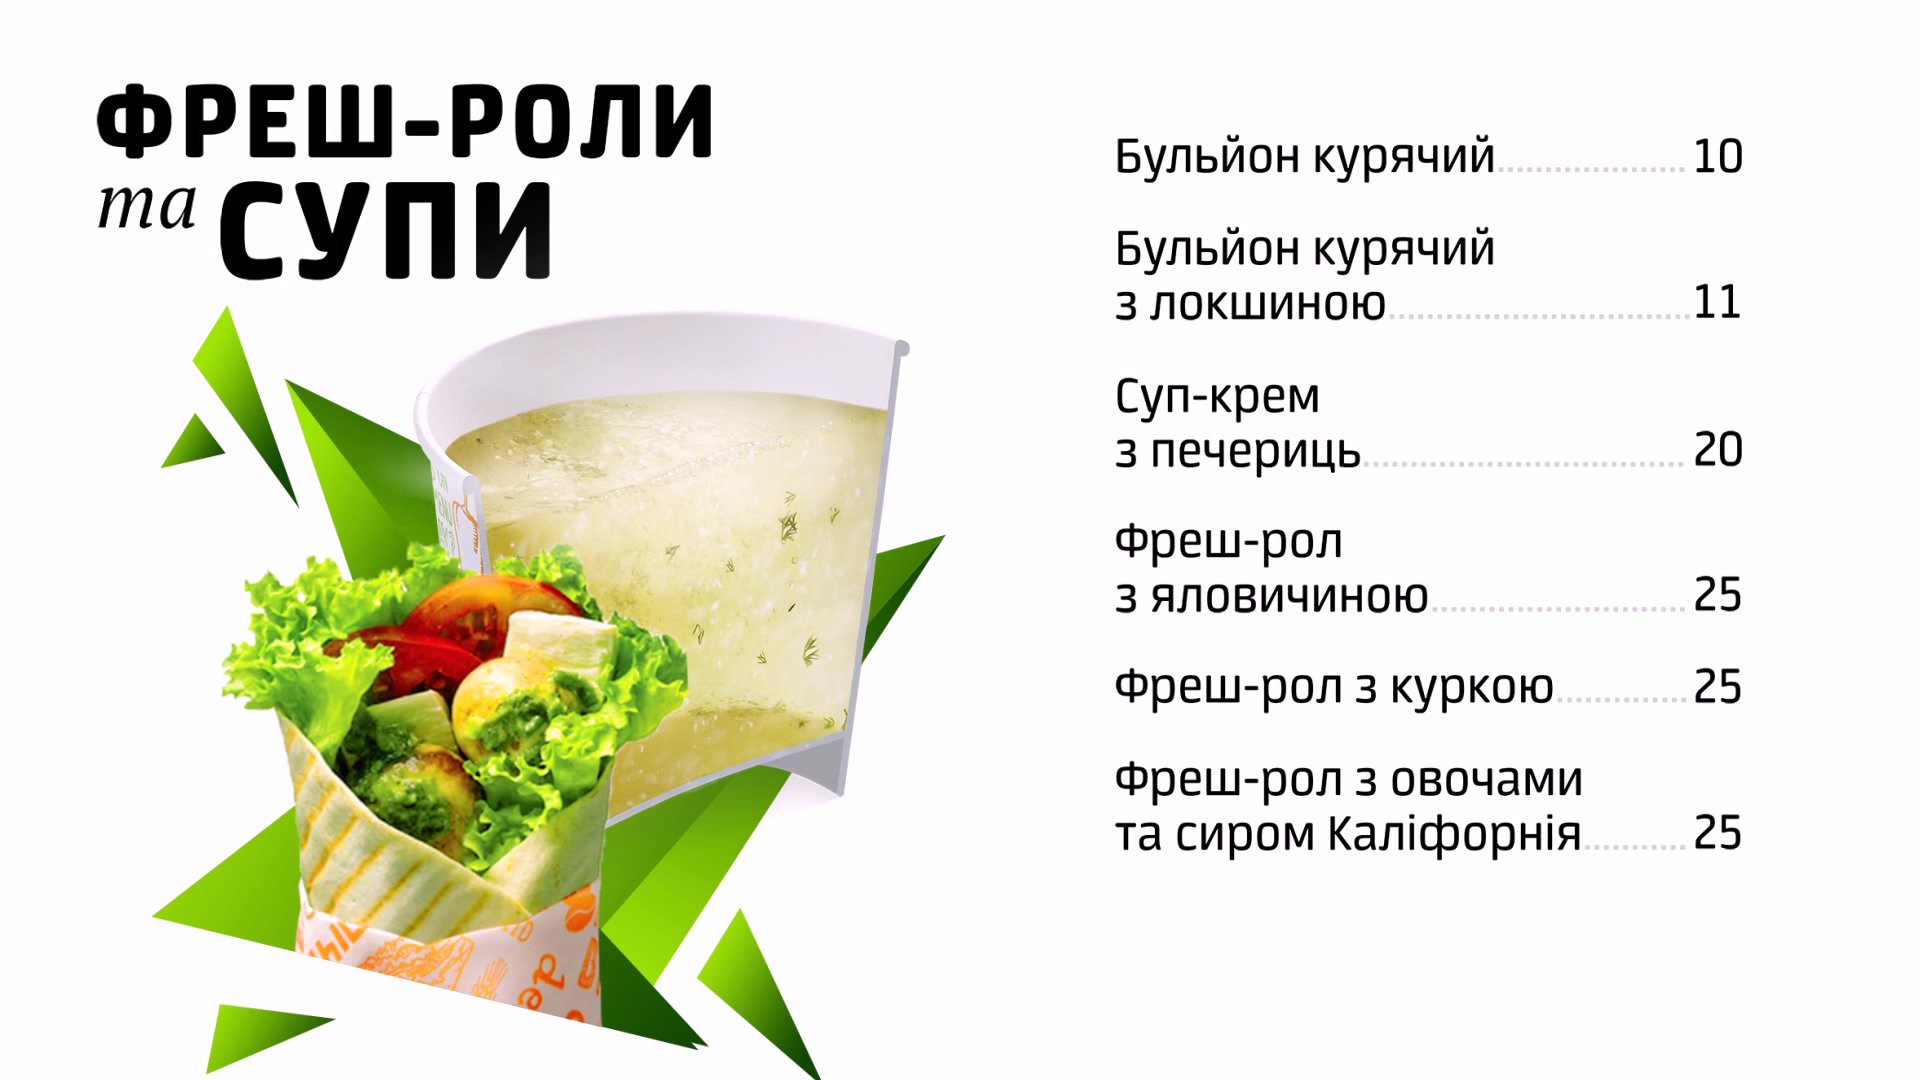 ФРЕШ-РОЛИ
та СУПИ
Бульйон курячий 10
Бульйон курячий
з локшиною 11
Суп-крем
з печериць 20
Фреш-рол
з яловичиною 25
Фреш-рол з куркою 25
Фреш-рол з овочами
та сиром Каліфорнія 25